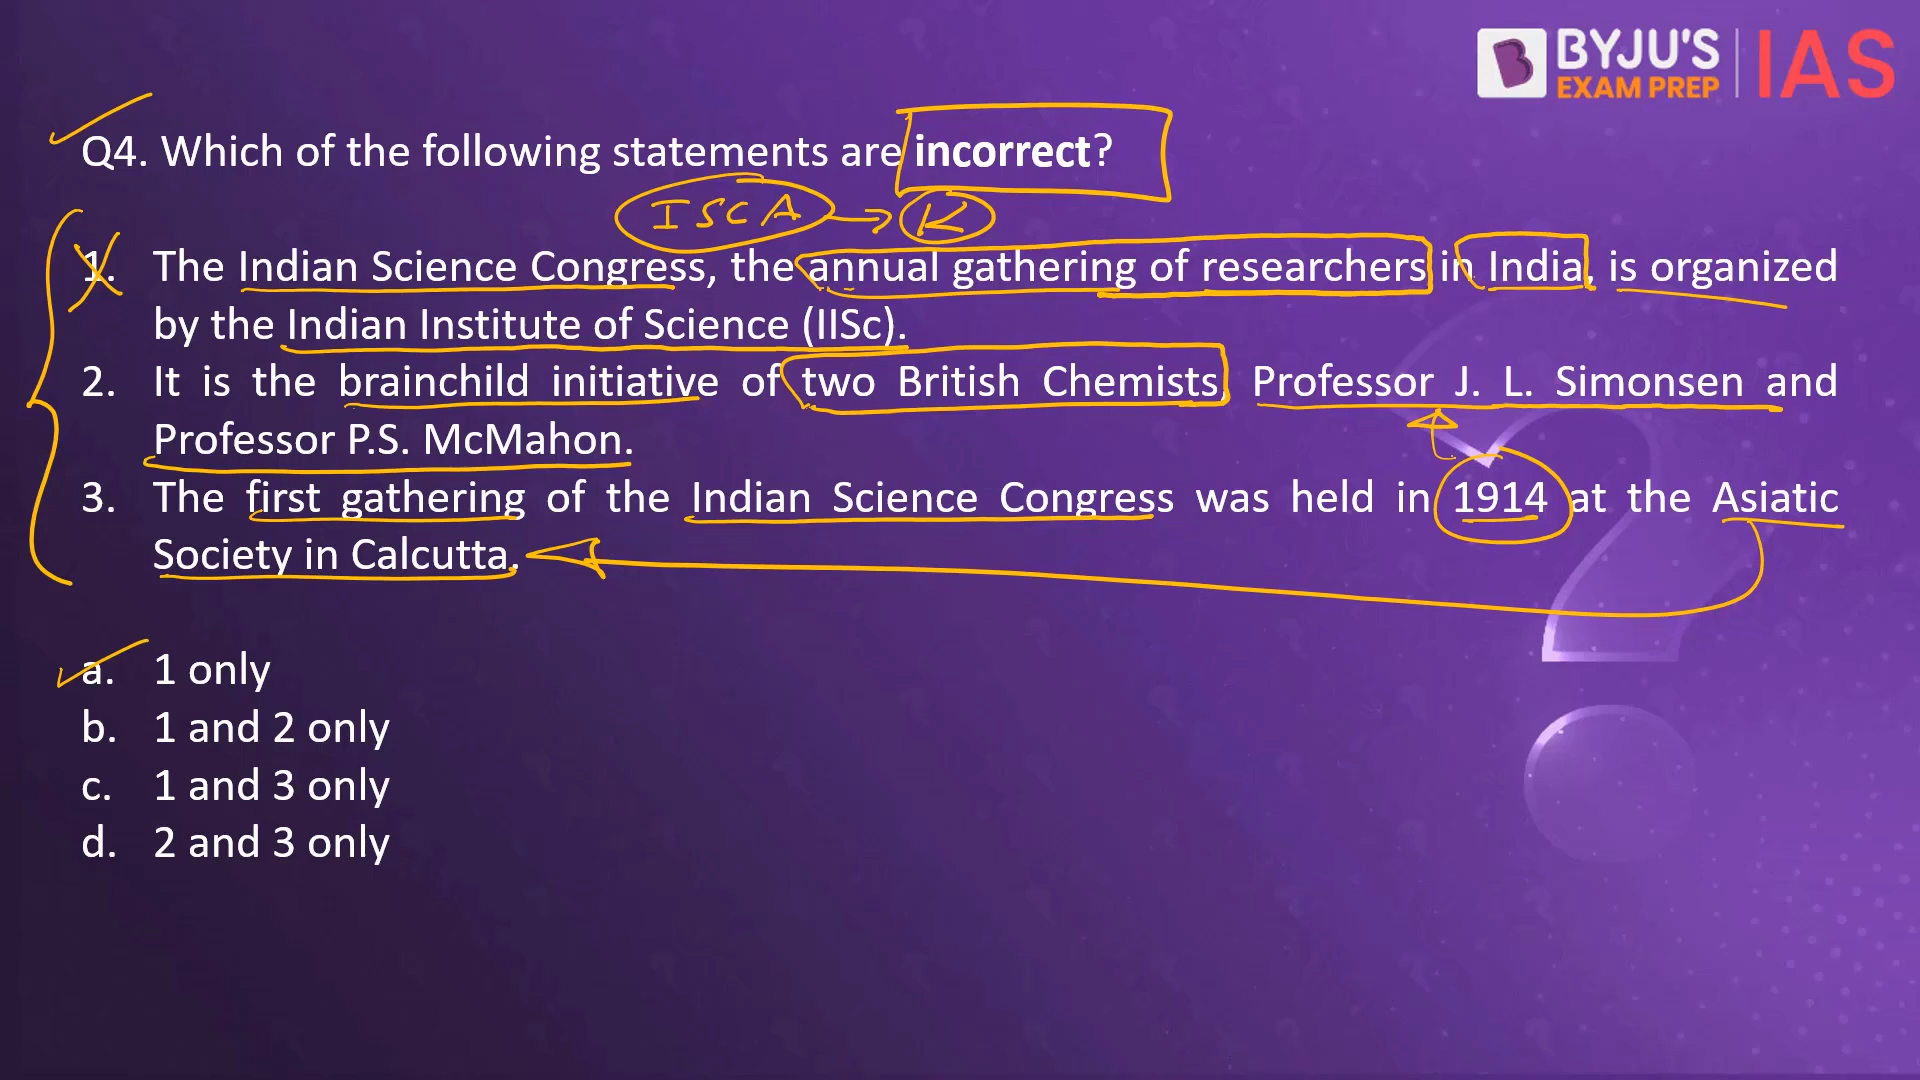 BYJU'S
EXAM PREP
IAS
Q4. Which of the following statements are incorrect?
ISCA → K
1. The Indian Science Congress, the annual gathering of researchers in India, is organized
by the Indian Institute of Science (IISc).
2. It is the brainchild initiative of two British Chemists, Professor J. L. Simonsen and
Professor P.S. McMahon.
3. The first gathering of the Indian Science Congress was held in 1914 at the Asiatic
Society in Calcutta.
a. 1 only
b. 1 and 2 only
c. 1 and 3 only
d. 2 and 3 only